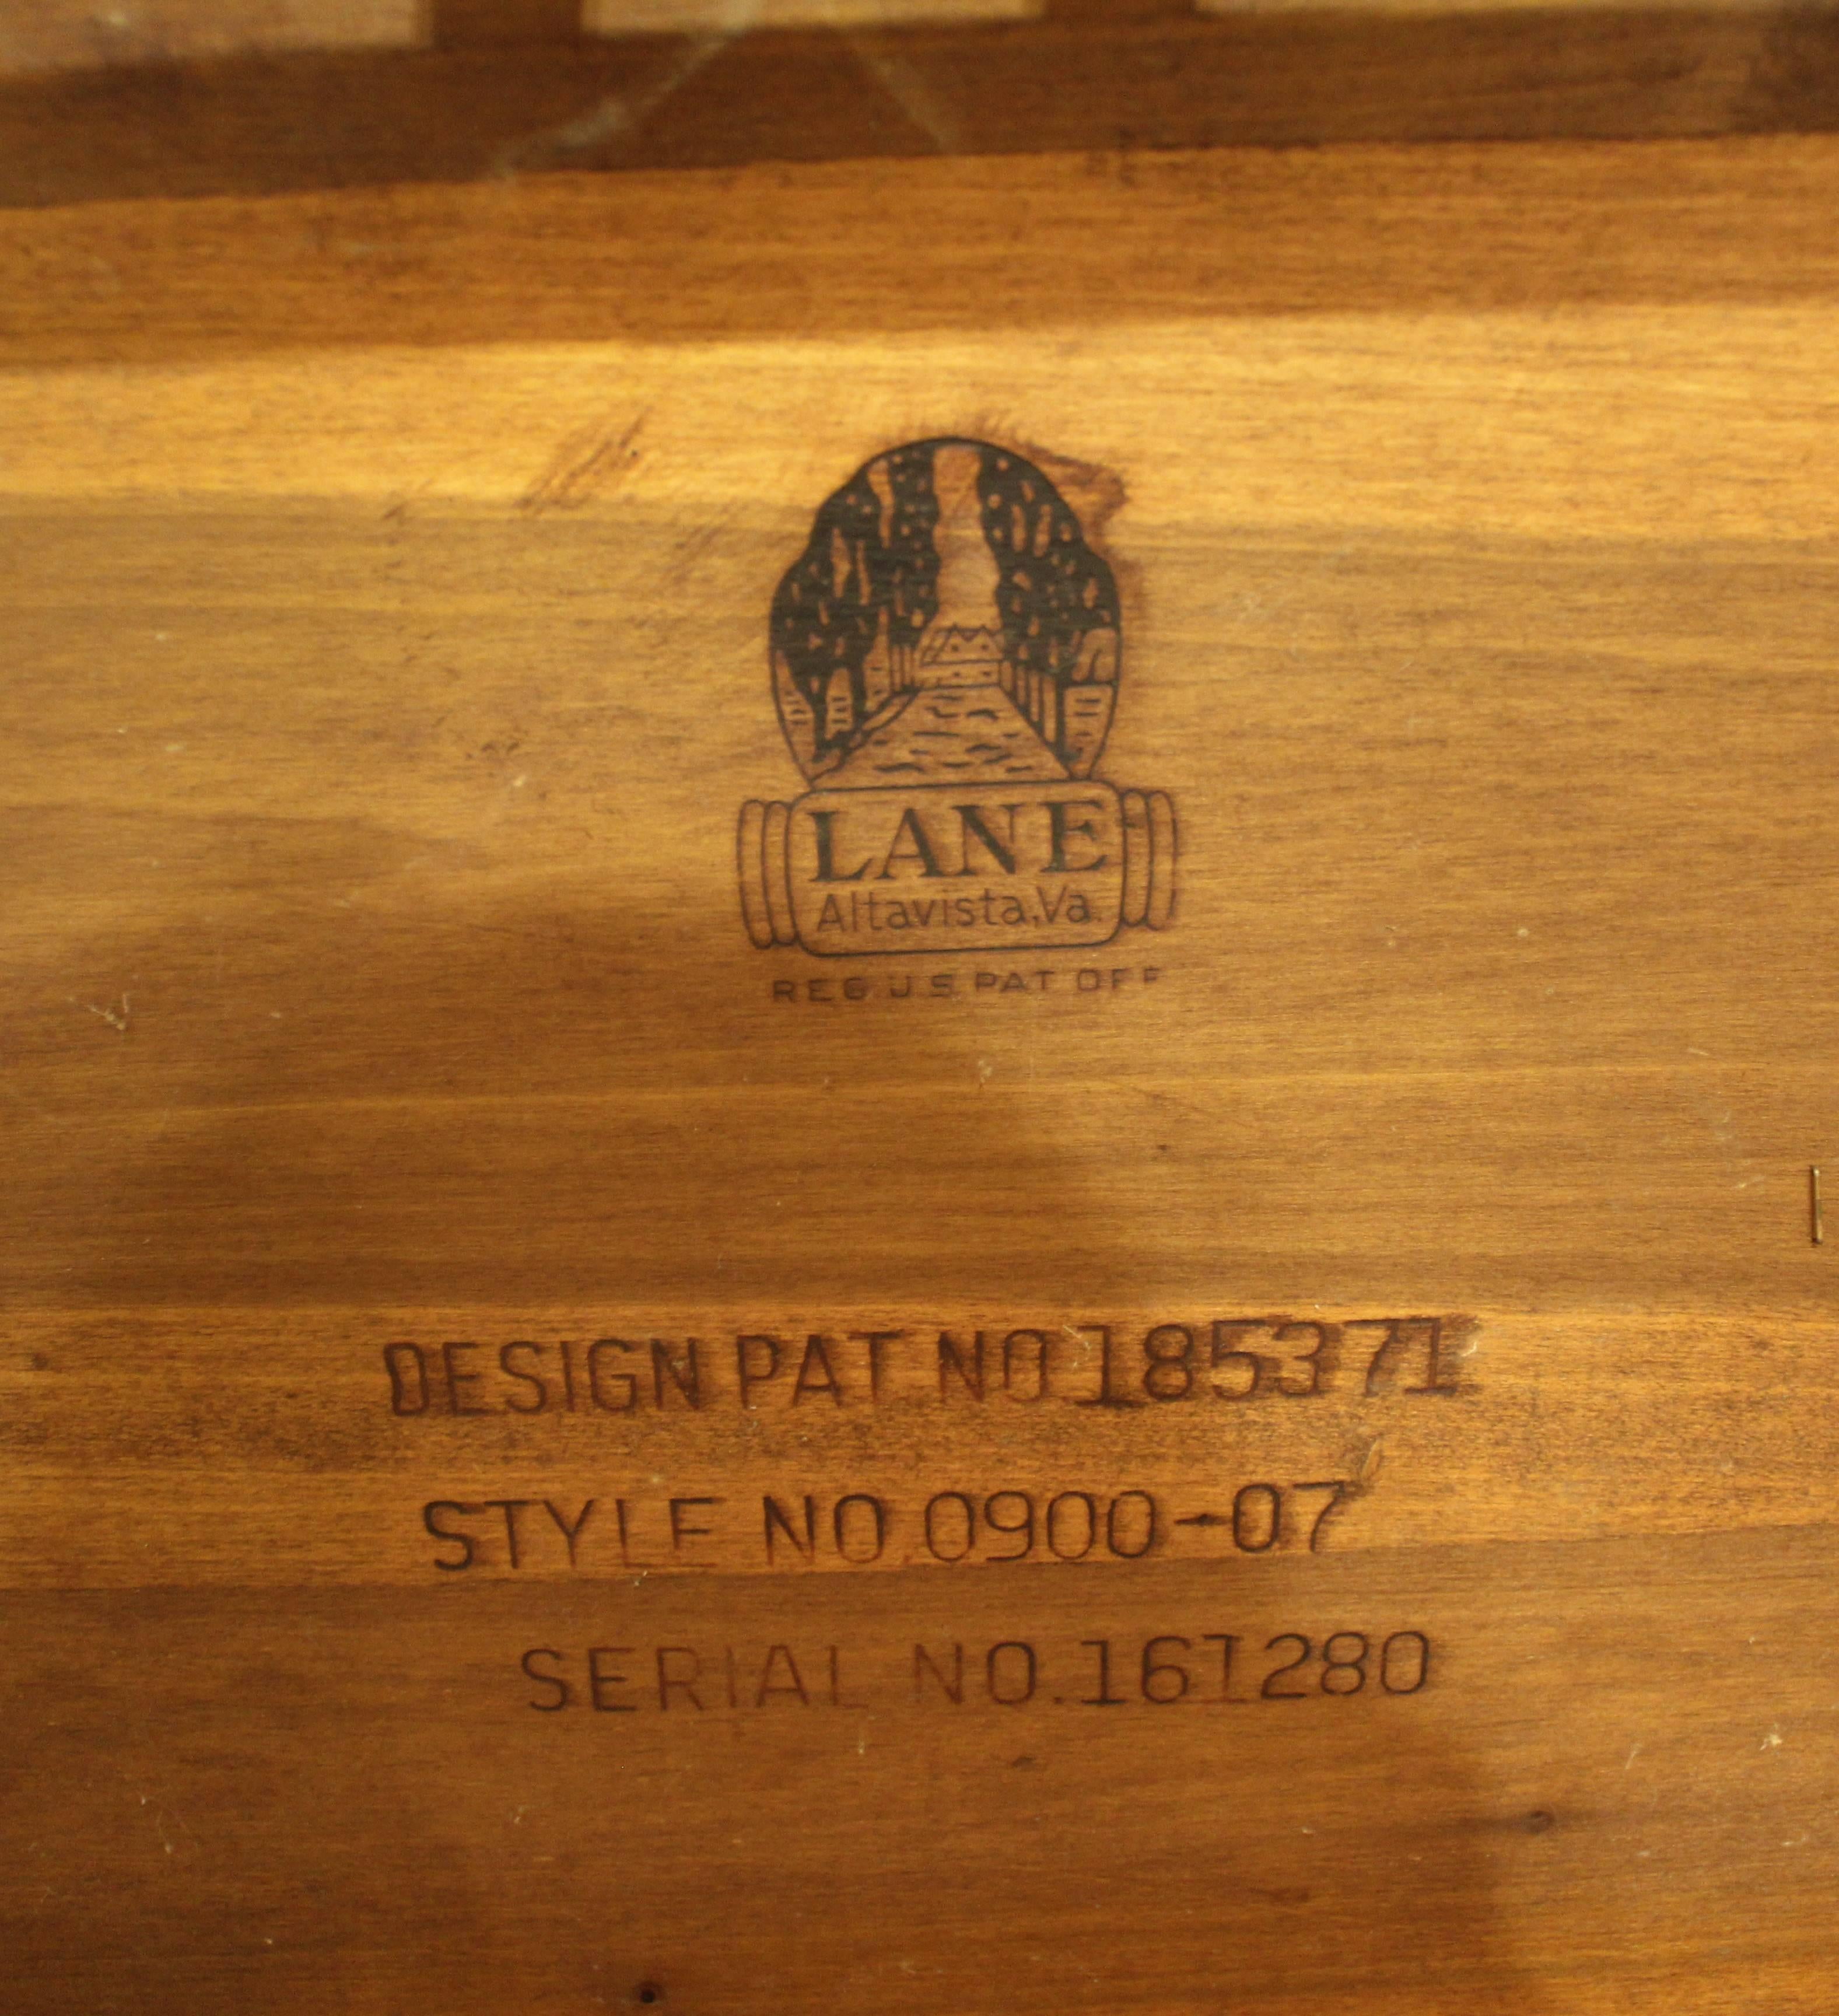 LANE
Altavista, Va.
REG U S PAT OFF
DESIGN PAT NO 185371
STYLE NO. 0900-07
SERIAL NO. 161280